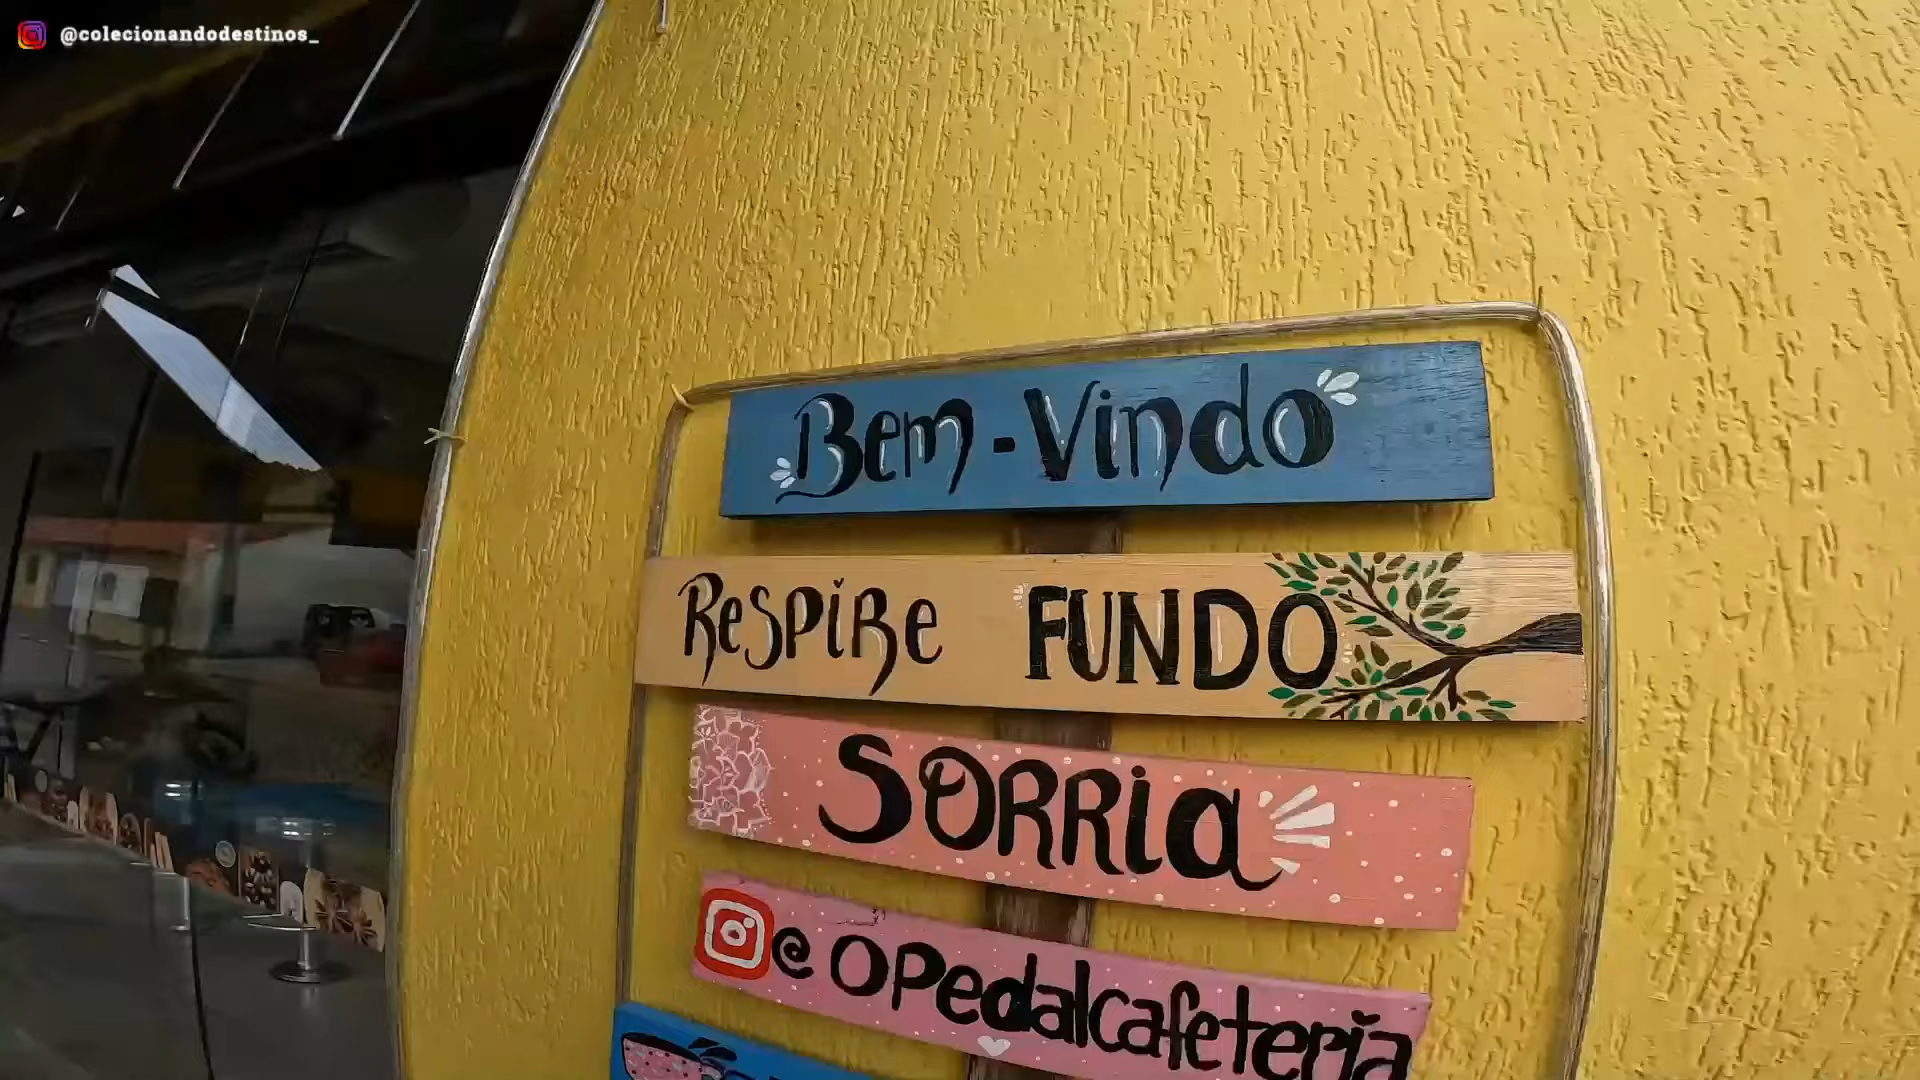 @colecionandodestinos_
Bem-Vindo
Respire FUNDO
SORRia
@OPedalcafeteria